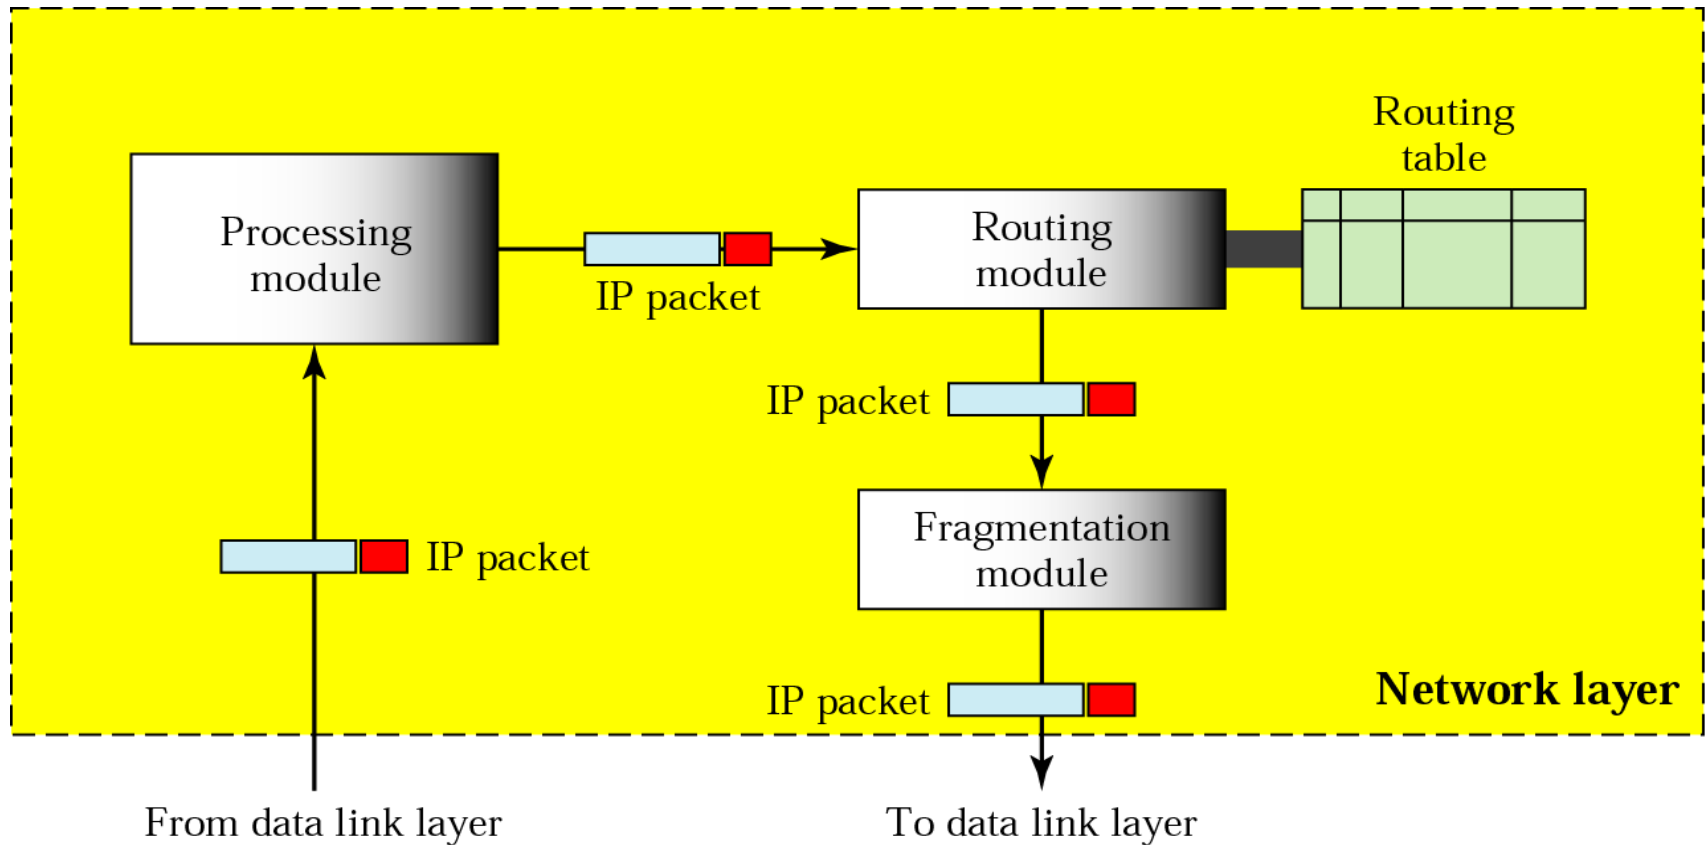 Routing
table
Processing
module
Routing
module
IP packet
IP packet
Fragmentation
module
IP packet
IP packet
Network layer
From data link layer
To data link layer